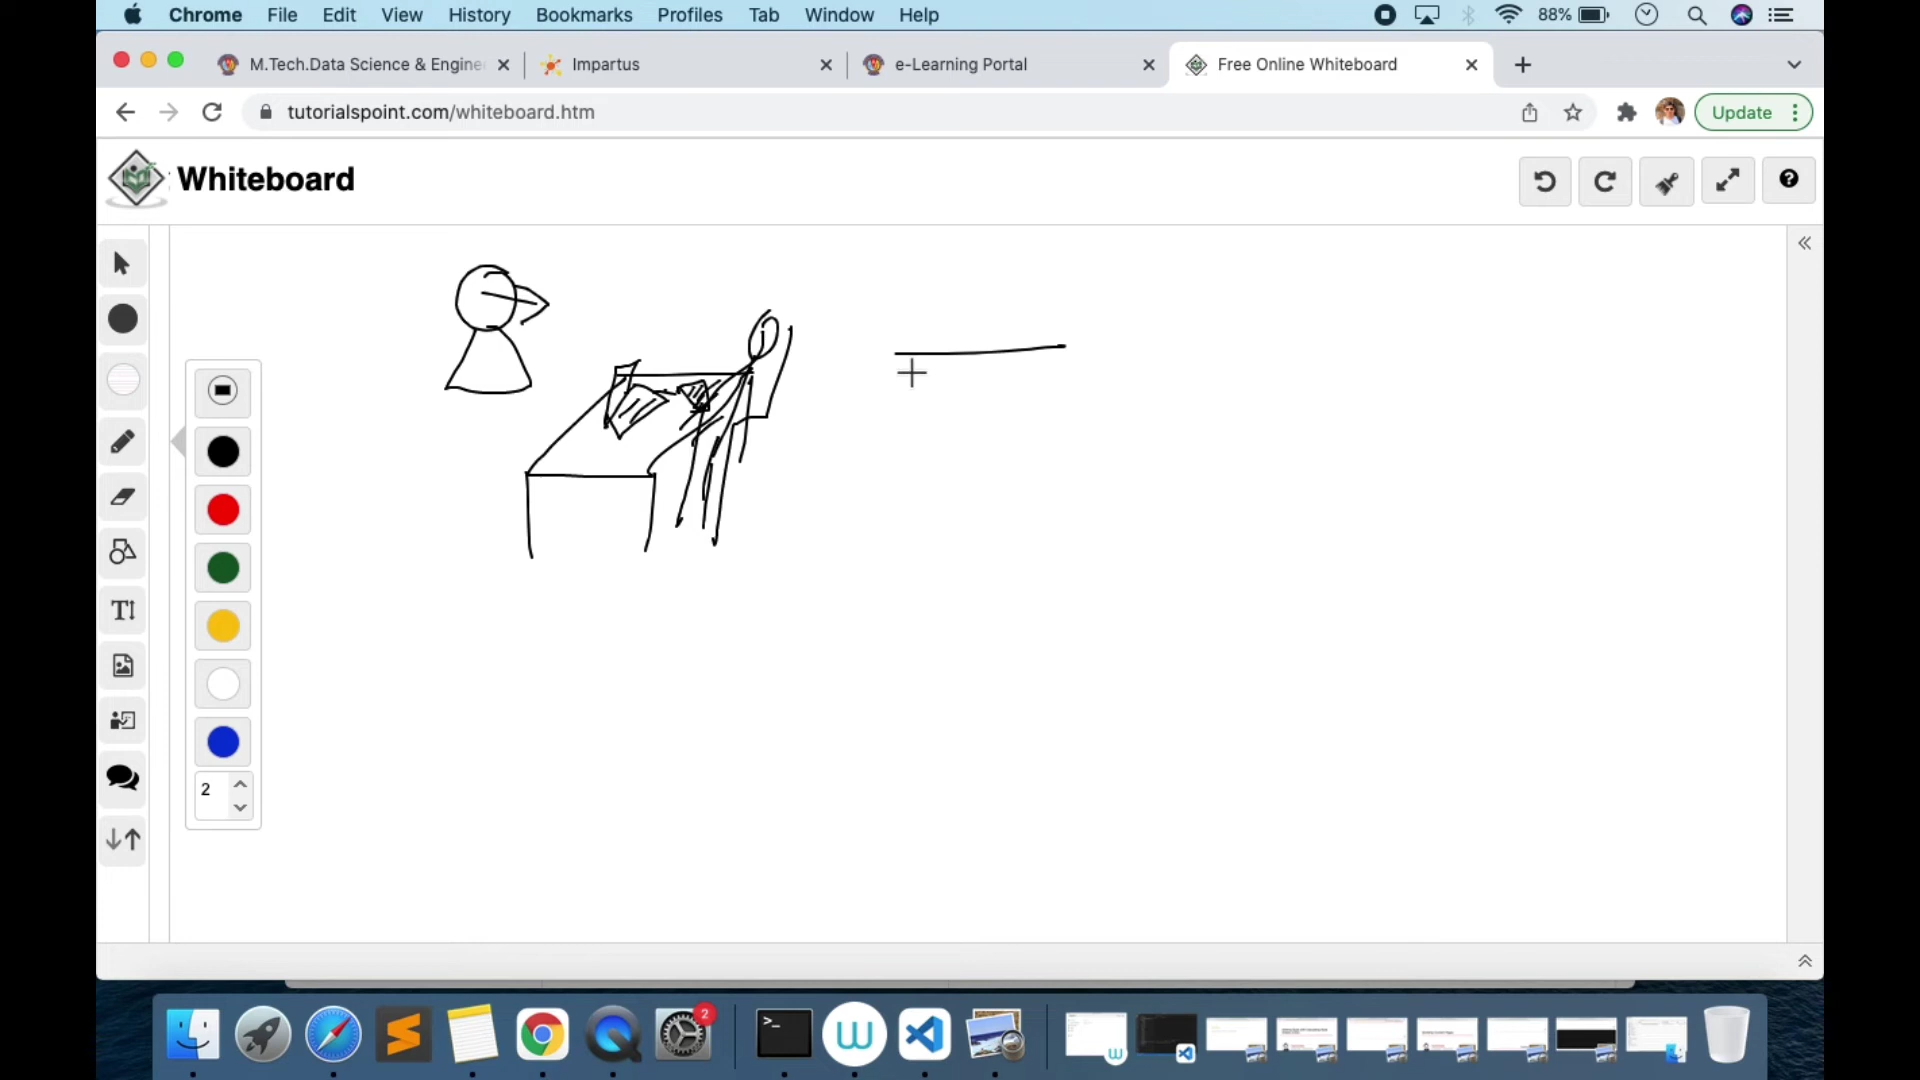 Chrome File Edit View History Bookmarks Profiles Tab Window Help 88%
M.Tech.Data Science & Engine
Impartus
e-Learning Portal
Free Online Whiteboard
tutorialspoint.com/whiteboard.htm
Update
Whiteboard
T
2
2